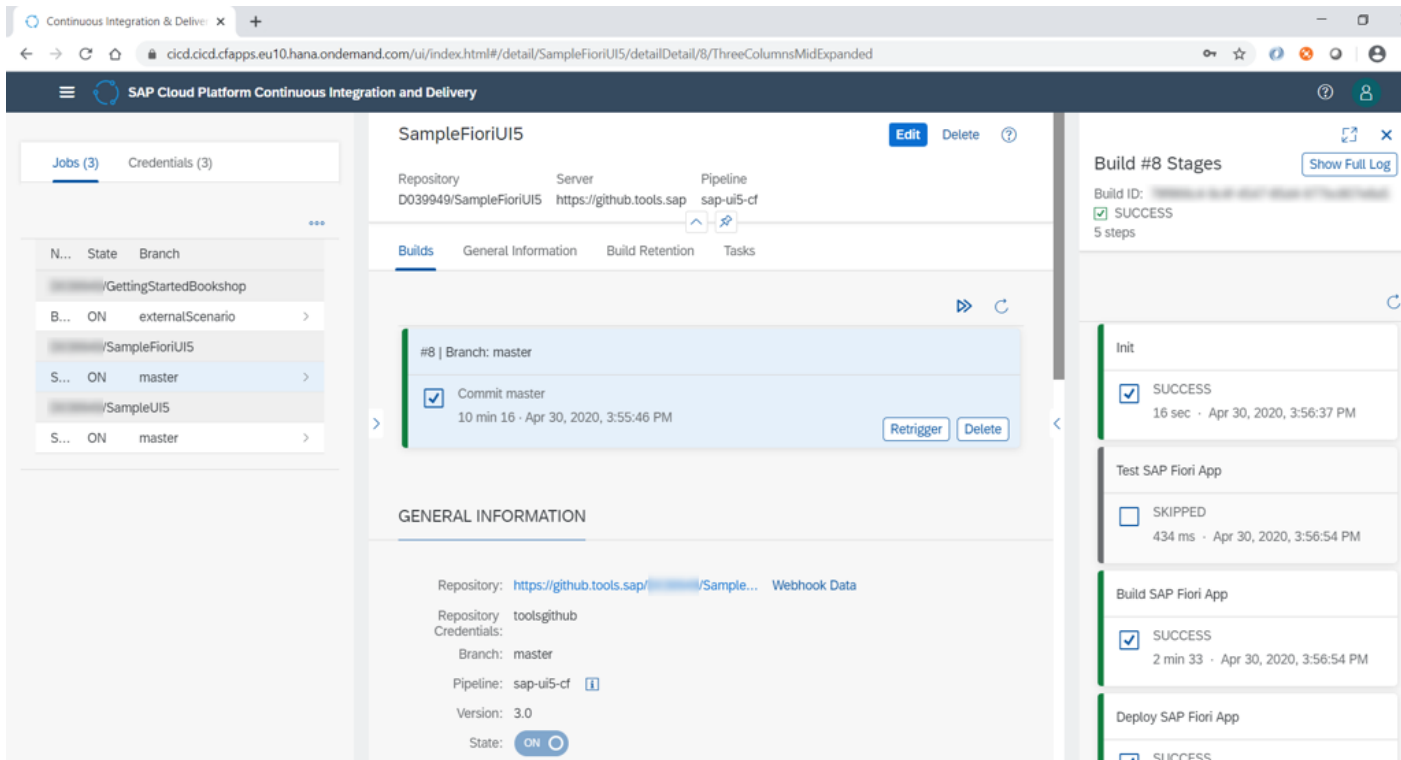 Continuous Integration & Deliver
cicd.cicd.cfapps.eu10.hana.ondemand.com/ui/index.html#/detail/SampleFioriUI5/detailDetail/8/ThreeColumnsMidExpanded
SAP Cloud Platform Continuous Integration and Delivery
Jobs (3) Credentials (3)
N... State Branch
/GettingStartedBookshop
B... ON externalScenario
/SampleFioriUI5
S... ON master
/SampleUI5
S... ON master
SampleFioriUI5
Edit Delete
Repository Server Pipeline
D039949/SampleFioriUI5 https://github.tools.sap sap-ui5-cf
Builds General Information Build Retention Tasks
#8 | Branch: master
Commit master
10 min 16 · Apr 30, 2020, 3:55:46 PM
Retrigger Delete
GENERAL INFORMATION
Repository: https://github.tools.sap/ /Sample... Webhook Data
Repository Credentials: toolsgithub
Branch: master
Pipeline: sap-ui5-cf
Version: 3.0
State: ON
Build #8 Stages
Show Full Log
Build ID:
SUCCESS
5 steps
Init
SUCCESS
16 sec · Apr 30, 2020, 3:56:37 PM
Test SAP Fiori App
SKIPPED
434 ms · Apr 30, 2020, 3:56:54 PM
Build SAP Fiori App
SUCCESS
2 min 33 · Apr 30, 2020, 3:56:54 PM
Deploy SAP Fiori App
SUCCESS